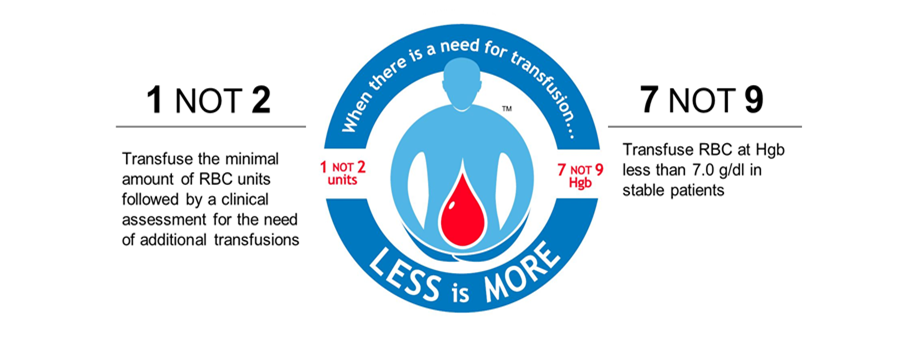 1 NOT 2
Transfuse the minimal
amount of RBC units
followed by a clinical
assessment for the need
of additional transfusions
When there is a need for transfusion...
TM
1 NOT 2
units
7 NOT 9
Hgb
LESS is MORE
7 NOT 9
Transfuse RBC at Hgb
less than 7.0 g/dl in
stable patients